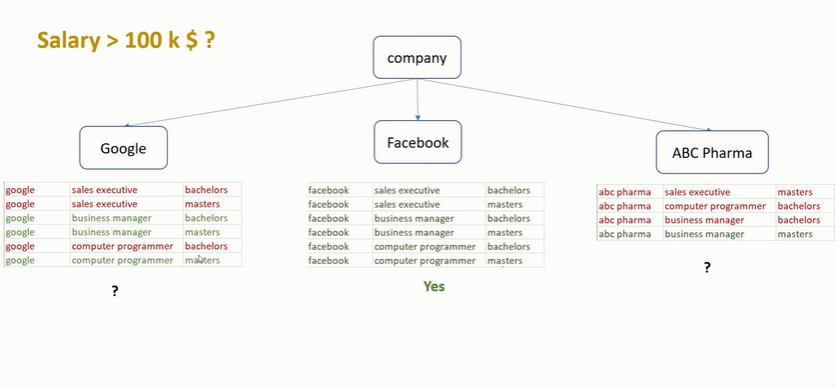 Salary > 100 k $ ?
company
Google
Facebook
ABC Pharma
google sales executive bachelors
google sales executive masters
google business manager bachelors
google business manager masters
google computer programmer bachelors
google computer programmer masters
?
facebook sales executive bachelors
facebook sales executive masters
facebook business manager bachelors
facebook business manager masters
facebook computer programmer bachelors
facebook computer programmer masters
Yes
abc pharma sales executive masters
abc pharma computer programmer bachelors
abc pharma business manager bachelors
abc pharma business manager masters
?